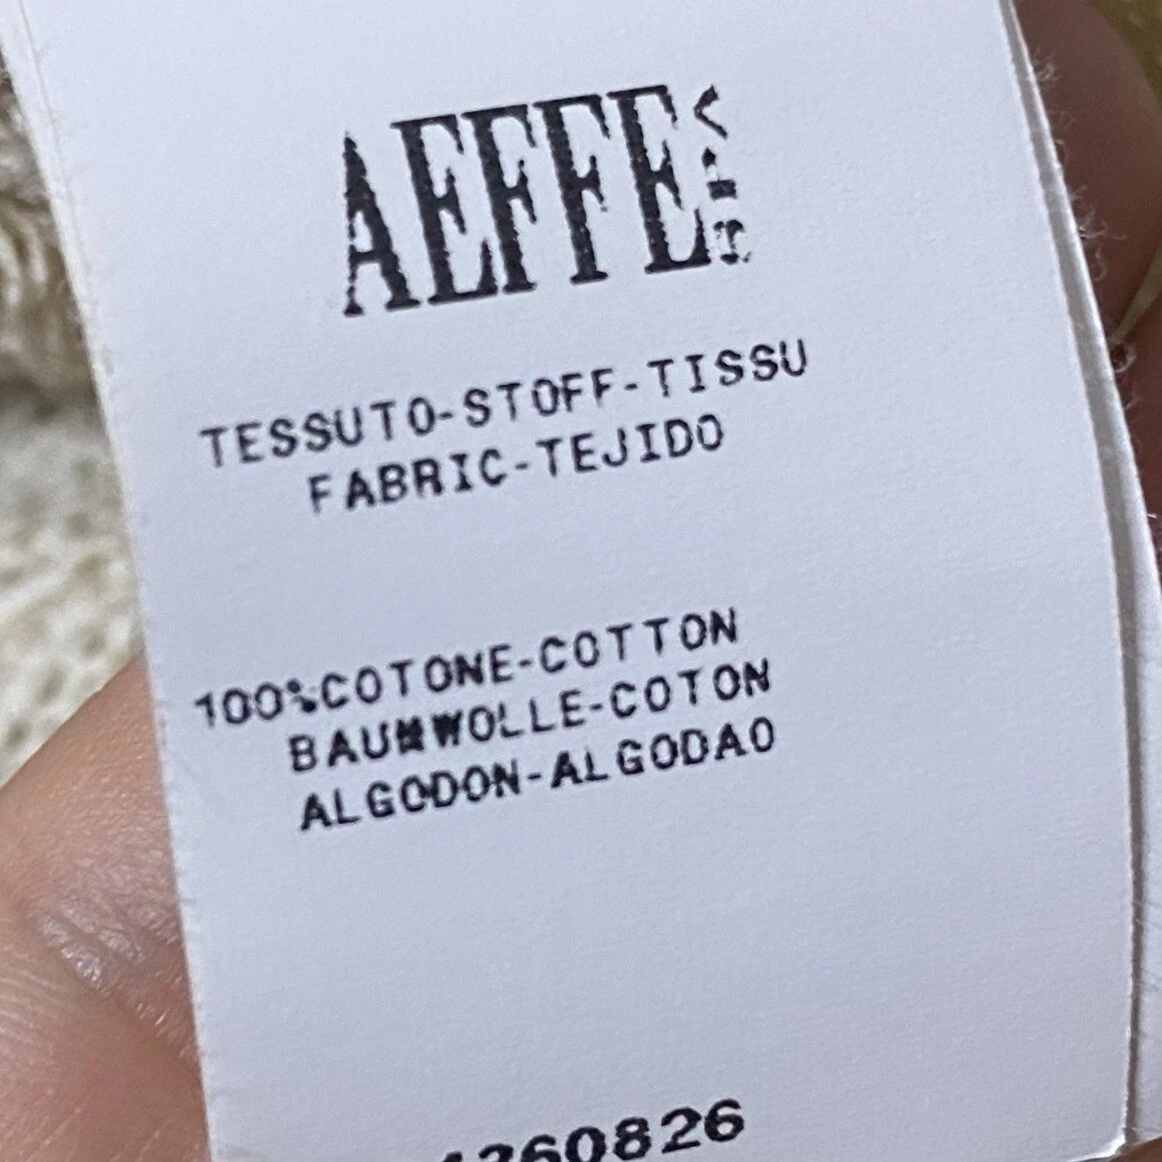 AEFFE
TESSUTO-STOFF-TISSU
FABRIC-TEJIDO
100%COTONE-COTTON
BAUMWOLLE-COTON
ALGODON-ALGODAO